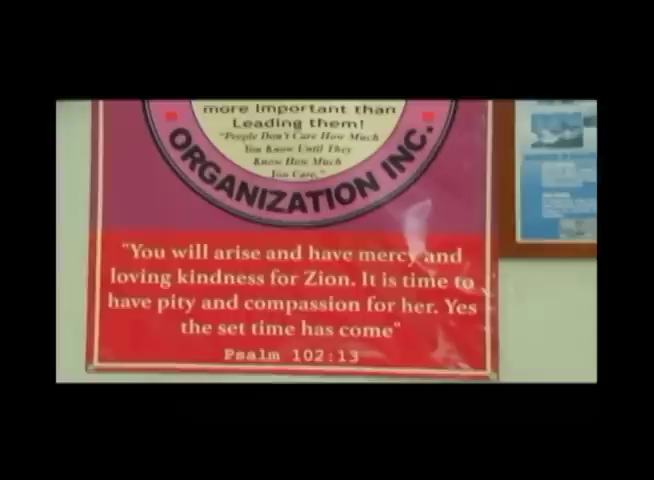 more important than
Leading them!
"People Don't Care How Much
You Know Until They
Know How Much
You Care."
ORGANIZATION INC.
"You will arise and have mercy and
loving kindness for Zion. It is time to
have pity and compassion for her. Yes
the set time has come"
Psalm 102:13